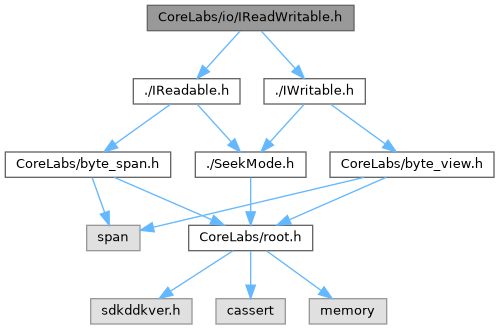 CoreLabs/io/IReadWritable.h
./IReadable.h
./IWritable.h
CoreLabs/byte_span.h
./SeekMode.h
CoreLabs/byte_view.h
span
CoreLabs/root.h
sdkddkver.h
cassert
memory